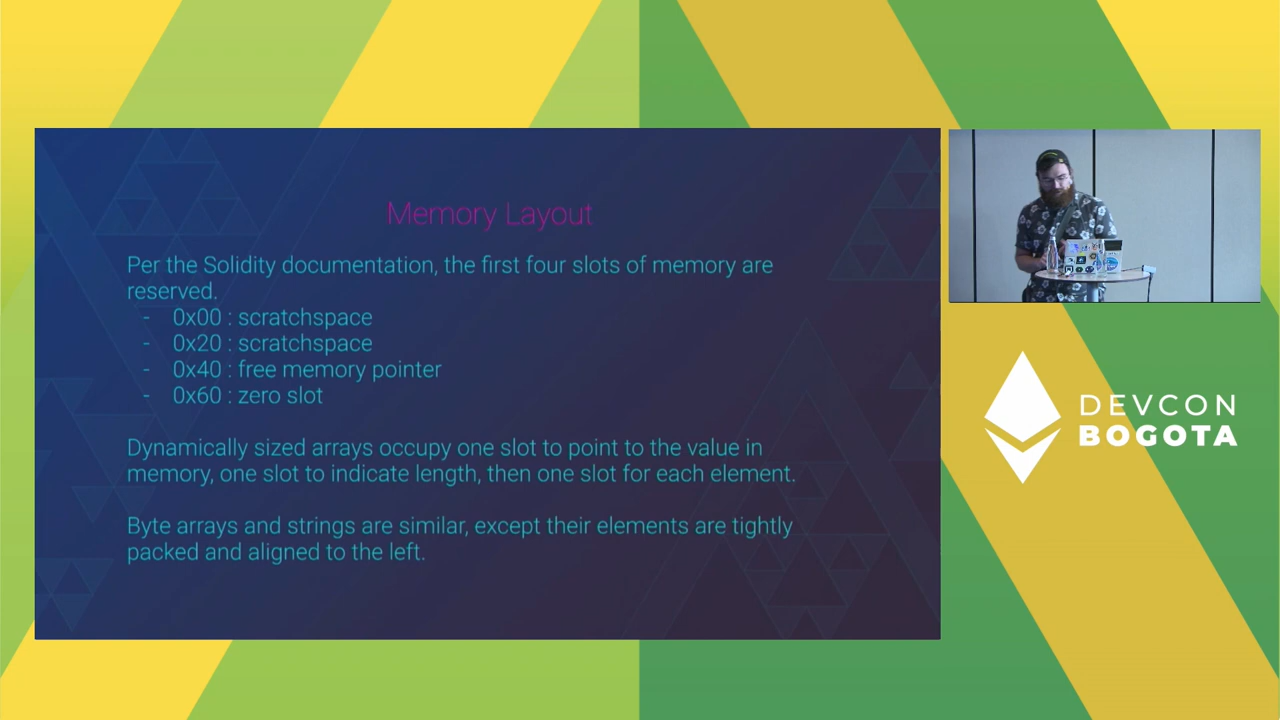 Memory Layout
Per the Solidity documentation, the first four slots of memory are
reserved.
- 0x00 : scratchspace
- 0x20 : scratchspace
- 0x40 : free memory pointer
- 0x60 : zero slot
Dynamically sized arrays occupy one slot to point to the value in
memory, one slot to indicate length, then one slot for each element.
Byte arrays and strings are similar, except their elements are tightly
packed and aligned to the left.
DEVCON
BOGOTA